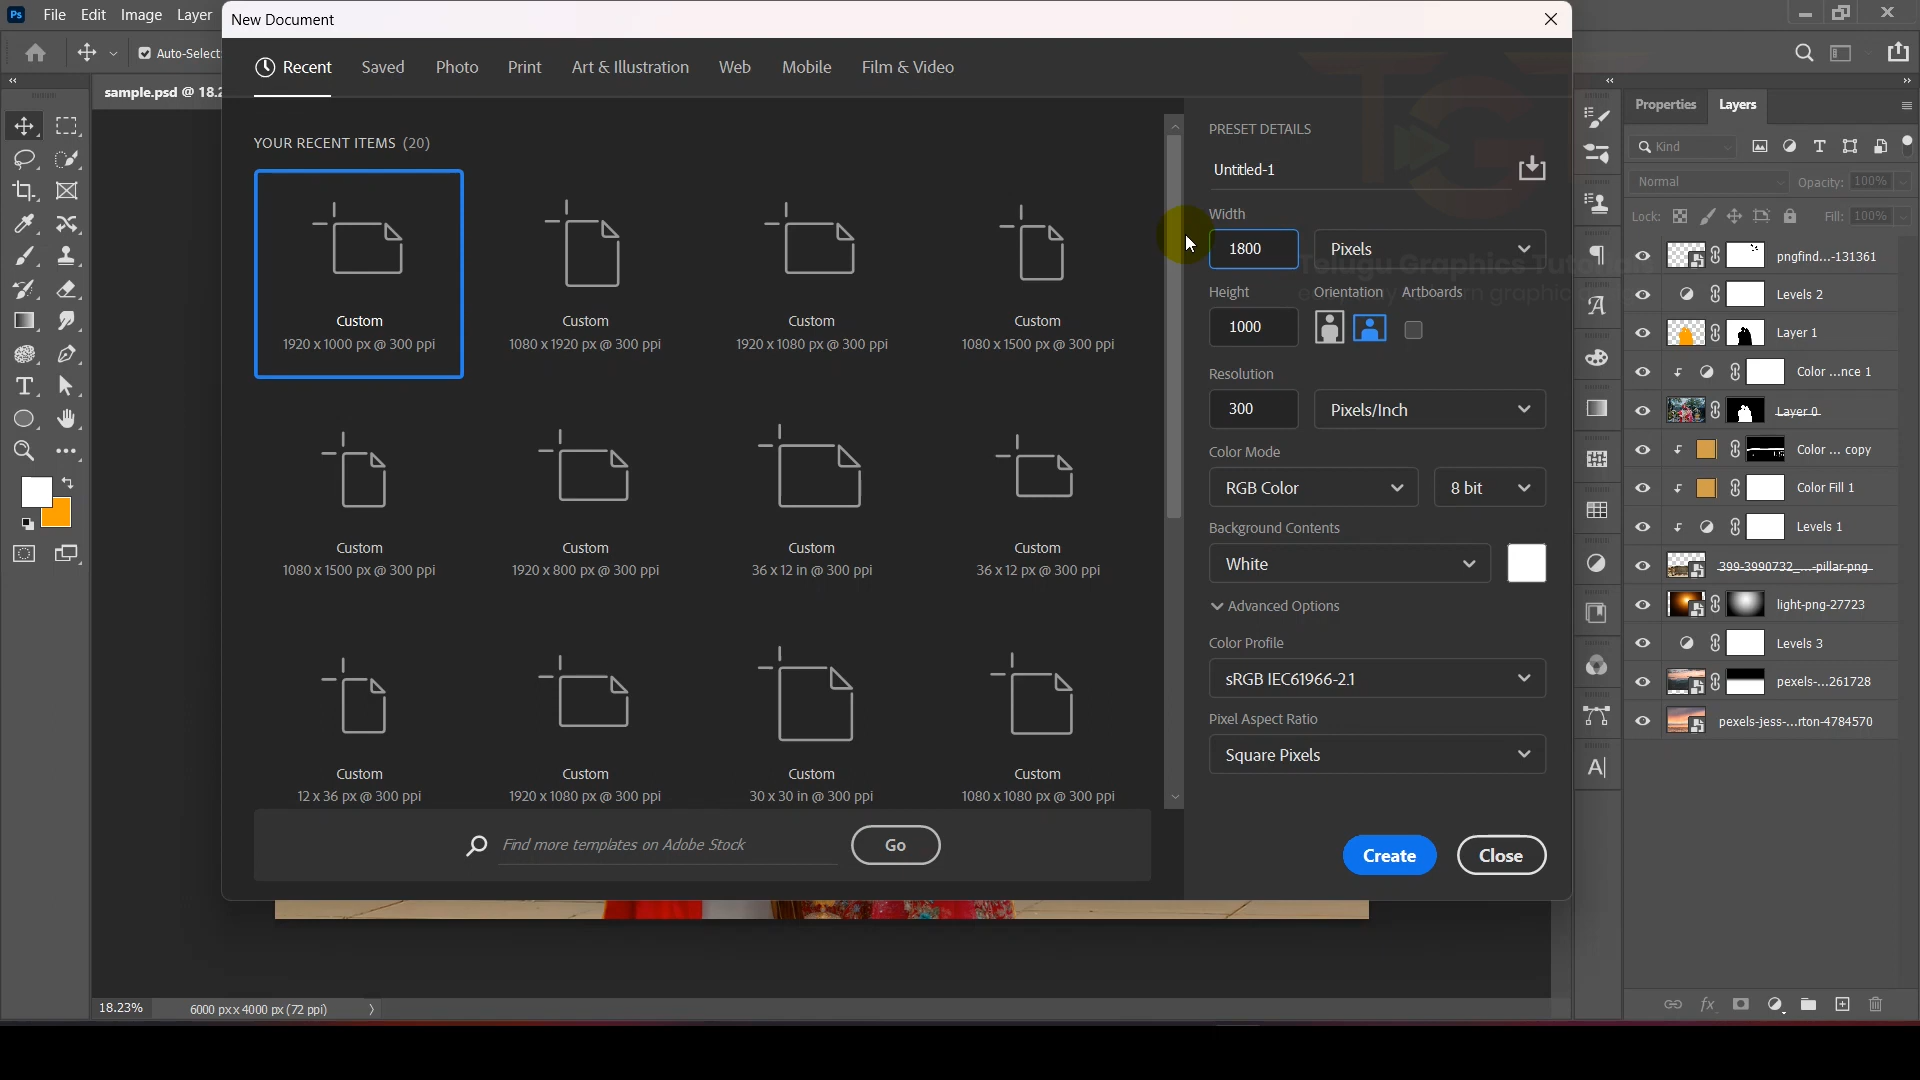 Ps File Edit Image Layer
New Document
Auto-Select:
Recent Saved Photo Print Art & Illustration Web Mobile Film & Video
sample.psd @ 18.2
Properties Layers
YOUR RECENT ITEMS (20)
PRESET DETAILS
Kind
Untitled-1
Normal Opacity: 100%
Width
Lock: Fill: 100%
1800 Pixels
Height Orientation Artboards
1000
Custom
1920 x 1000 px @ 300 ppi
Custom
1080 x 1920 px @ 300 ppi
Custom
1920 x 1080 px @ 300 ppi
Custom
1080 x 1500 px @ 300 ppi
Resolution
300 Pixels/Inch
Color Mode
RGB Color 8 bit
Background Contents
White
Advanced Options
Color Profile
sRGB IEC61966-2.1
Pixel Aspect Ratio
Square Pixels
Custom
1080 x 1500 px @ 300 ppi
Custom
1920 x 800 px @ 300 ppi
Custom
36 x 12 in @ 300 ppi
Custom
36 x 12 px @ 300 ppi
Custom
12 x 36 px @ 300 ppi
Custom
1920 x 1080 px @ 300 ppi
Custom
30 x 30 in @ 300 ppi
Custom
1080 x 1080 px @ 300 ppi
Find more templates on Adobe Stock Go
Create Close
pngfind...-131361
Levels 2
Layer 1
Color ...nce 1
Layer 0
Color ... copy
Color Fill 1
Levels 1
399-3990732_...-pillar-png
light-png-27723
Levels 3
pexels-...261728
pexels-jess-...rton-4784570
18.23% 6000 px x 4000 px (72 ppi)
TGT
Telugu Graphics